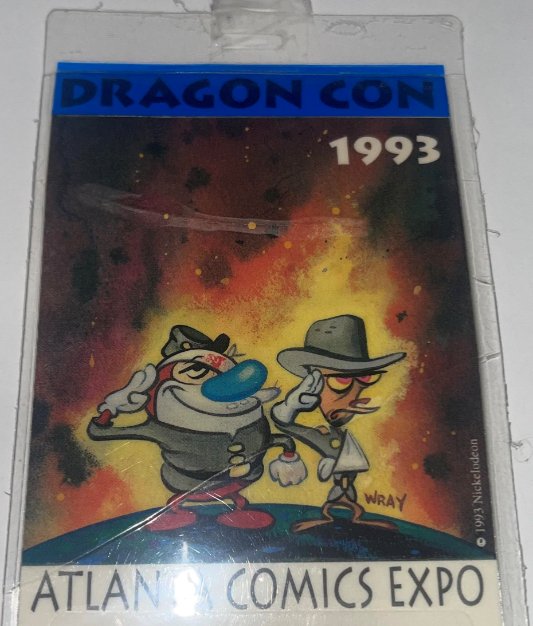 DRAGON CON
1993
WRAY
© 1993 Nickelodeon
ATLANTA COMICS EXPO